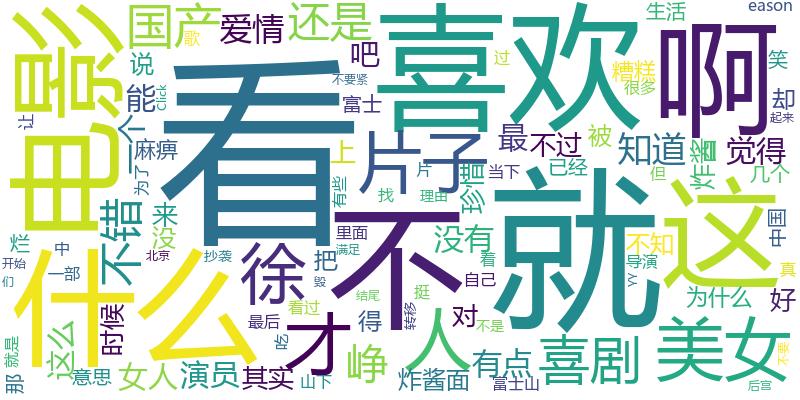 国产
爱情
还是
喜欢
啊
生活
eason
电影
看
歌
说
吧
不要紧
过
糟糕
很多
笑
却
起来
让
能
Click
富士
一个
麻痹
为了
上
片子
片
最
不过
被
知道
觉得
炸酱
几个
但
不错
来
没
有些
找
理由
当下
已经
珍惜
不
就
这
什么
徐
把
里面
满足
没有
着
自己
不知
导演
YY
中国
真
中
一部
开始
北京
抄袭
毁
看过
结尾
转移
挺
不是
为什么
好
那
就是
这么
时候
最后
吃
才
得
峥
人
对
有点
喜剧
美女
不要
意思
女人
演员
其实
山下
炸酱面
富士山
后宫